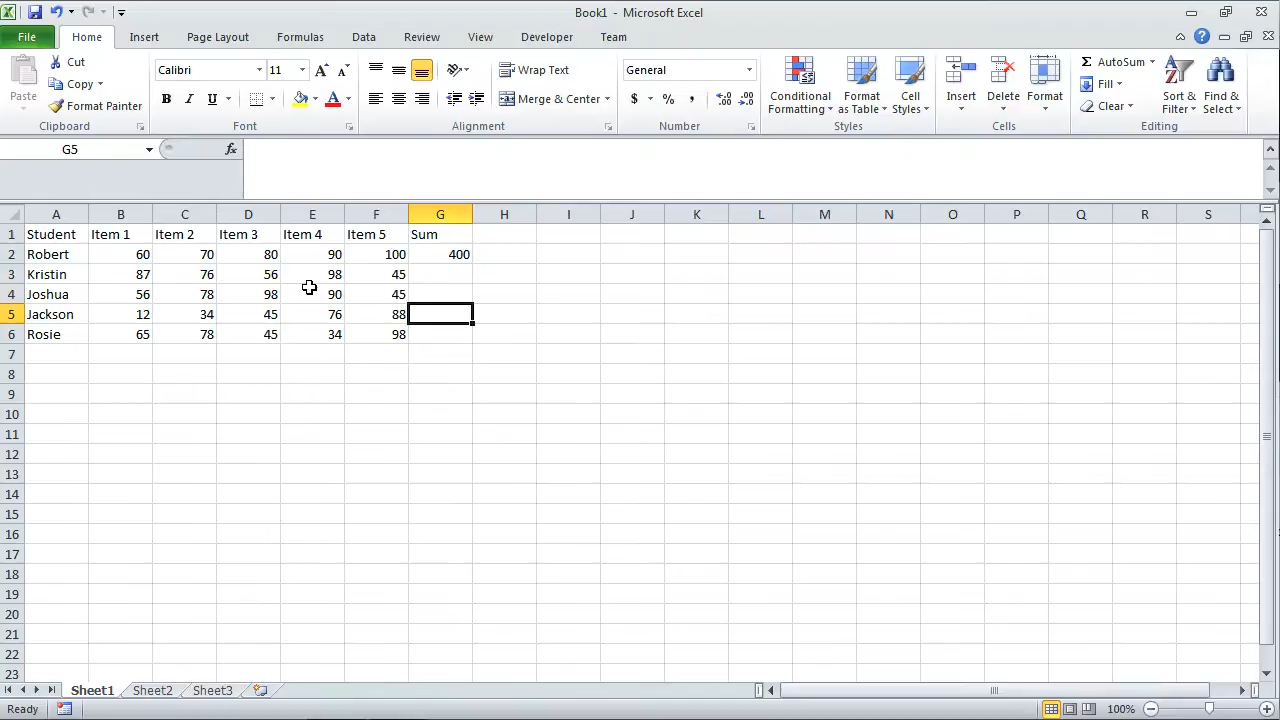 Book1 - Microsoft Excel
File Home Insert Page Layout Formulas Data Review View Developer Team
Paste Cut Copy Format Painter Clipboard
Calibri 11 B I U A Font
Wrap Text Merge & Center Alignment
General $ % , Number
Conditional Formatting Format as Table Cell Styles Styles
Insert Delete Format Cells
Σ AutoSum Fill Clear Sort & Filter Find & Select Editing
G5 fx
A B C D E F G H I J K L M N O P Q R S
1 Student Item 1 Item 2 Item 3 Item 4 Item 5 Sum
2 Robert 60 70 80 90 100 400
3 Kristin 87 76 56 98 45
4 Joshua 56 78 98 90 45
5 Jackson 12 34 45 76 88
6 Rosie 65 78 45 34 98
7
8
9
10
11
12
13
14
15
16
17
18
19
20
21
22
23
Sheet1 Sheet2 Sheet3
Ready 100%